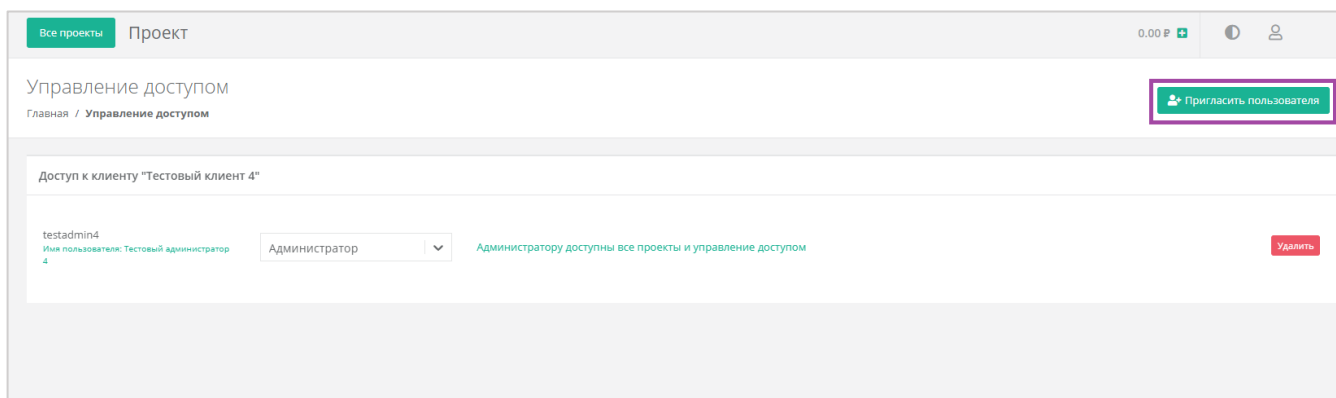 Все проекты Проект 0.00 ₽
Управление доступом
Пригласить пользователя
Главная / Управление доступом
Доступ к клиенту "Тестовый клиент 4"
testadmin4
Имя пользователя: Тестовый администратор
4
Администратор
Администратору доступны все проекты и управление доступом
Удалить